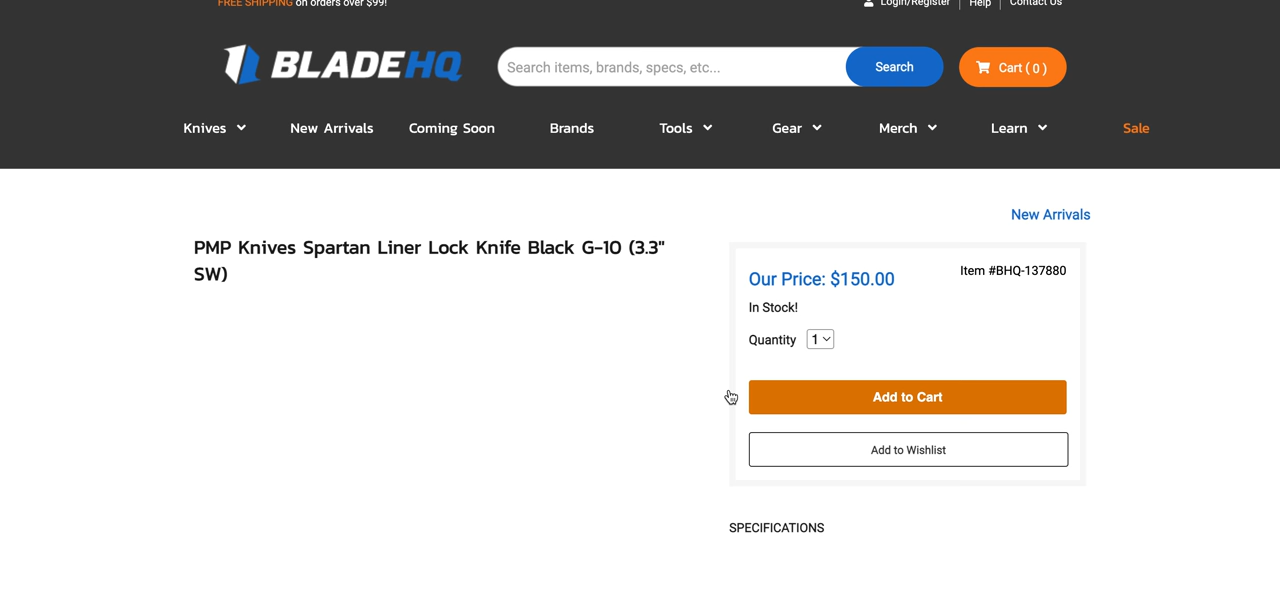 FREE SHIPPING on orders over $99!
Login/Register Help Contact Us
BLADEHQ
Search items, brands, specs, etc...
Search
Cart ( 0 )
Knives New Arrivals Coming Soon Brands Tools Gear Merch Learn Sale
New Arrivals
PMP Knives Spartan Liner Lock Knife Black G-10 (3.3"
SW)
Our Price: $150.00
Item #BHQ-137880
In Stock!
Quantity 1
Add to Cart
Add to Wishlist
SPECIFICATIONS